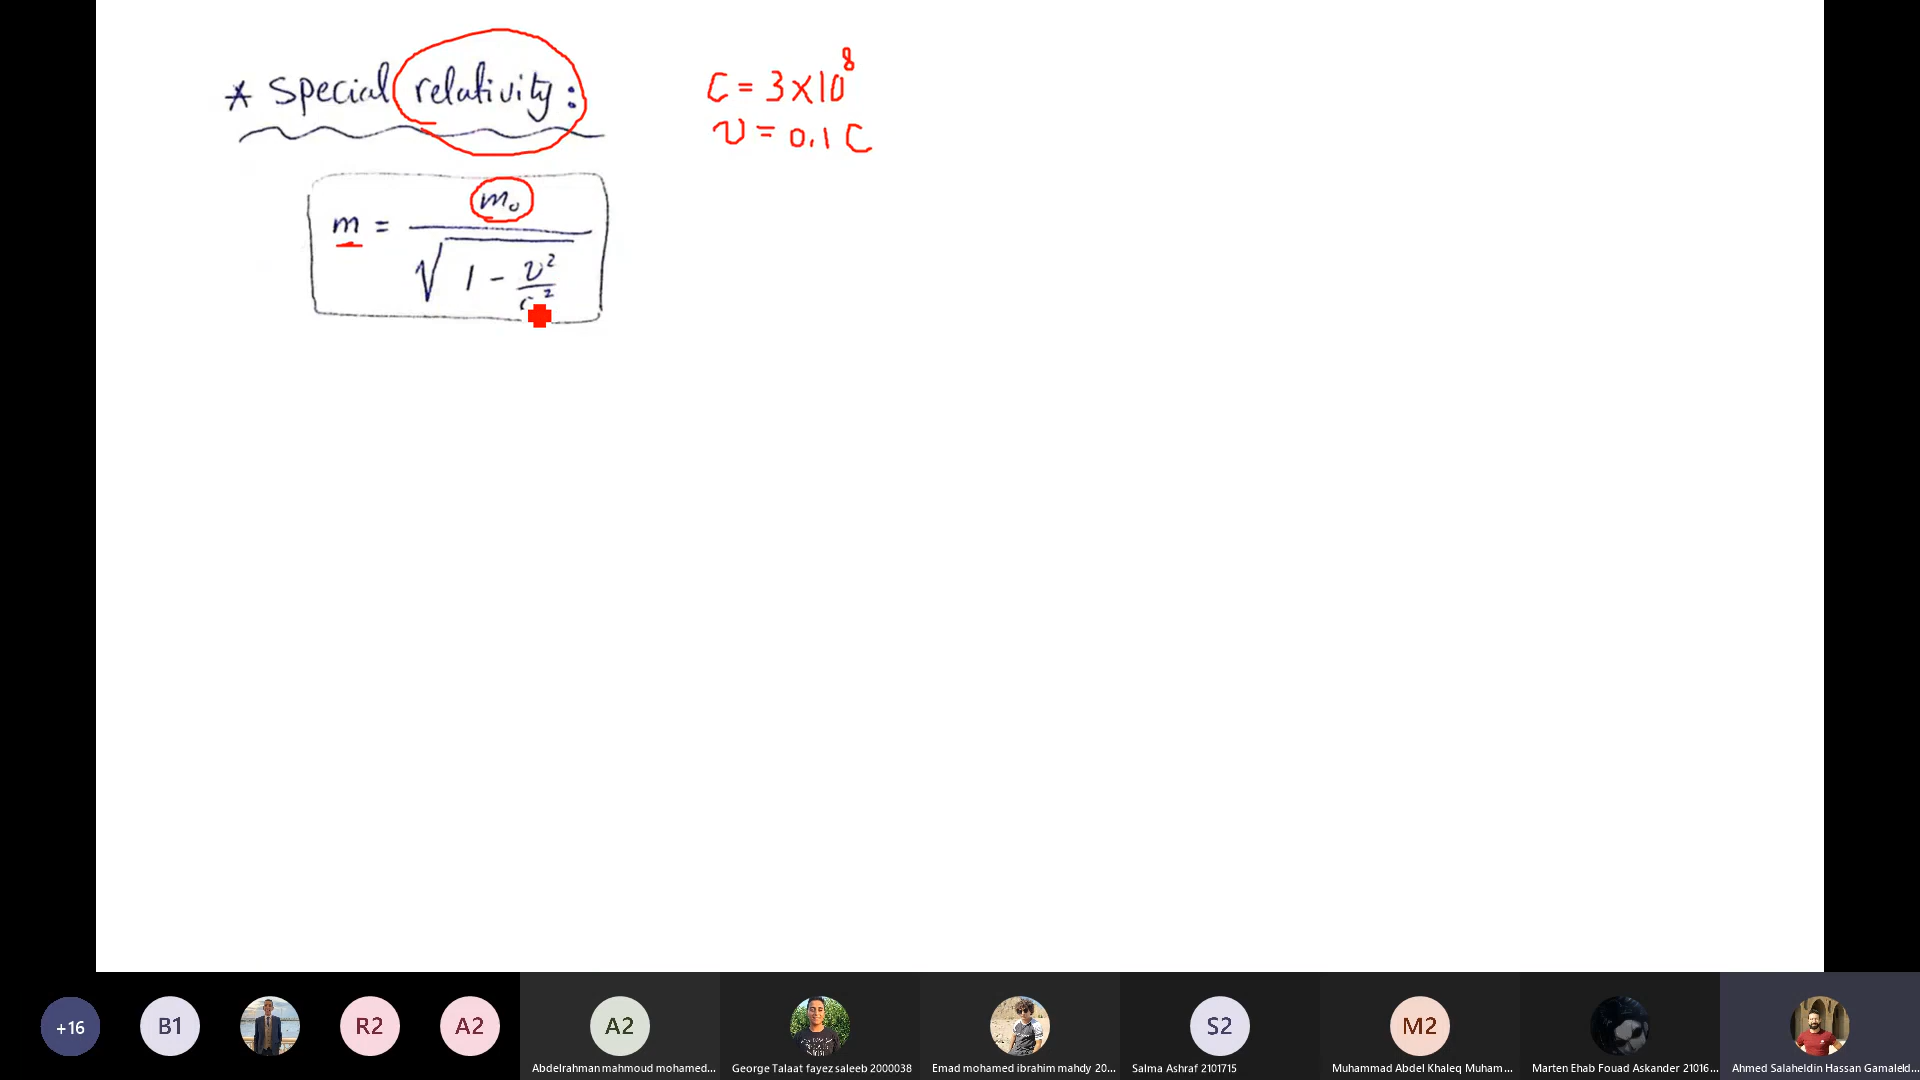 * Special relativity:
C = 3×10⁸
v = 0.1 C
m = m₀ / √(1 - v²/c²)
+16
B1
R2
A2
A2
S2
M2
Abdelrahman mahmoud mohamed...
George Talaat fayez saleeb 2000038
Emad mohamed ibrahim mahdy 20...
Salma Ashraf 2101715
Muhammad Abdel Khaleq Muham...
Marten Ehab Fouad Askander 21016...
Ahmed Salaheldin Hassan Gamaleld...